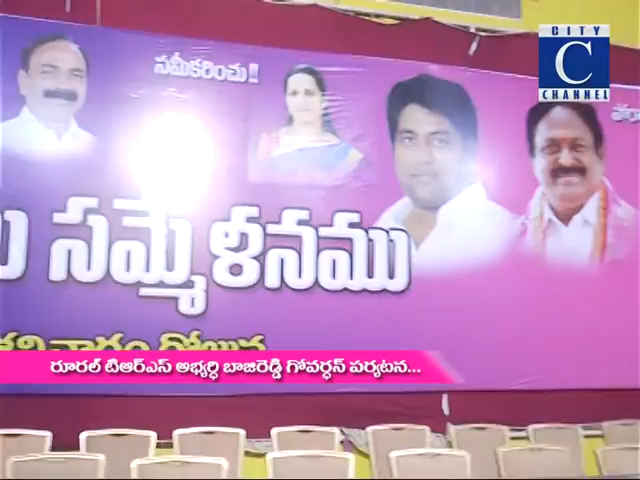 CITY
C
CHANNEL
సమీకరించు !!
సమ్మేళనము
రూరల్ టిఆర్ఎస్ అభ్యర్ధి బాజిరెడ్డి గోవర్ధన్ పర్యటన...